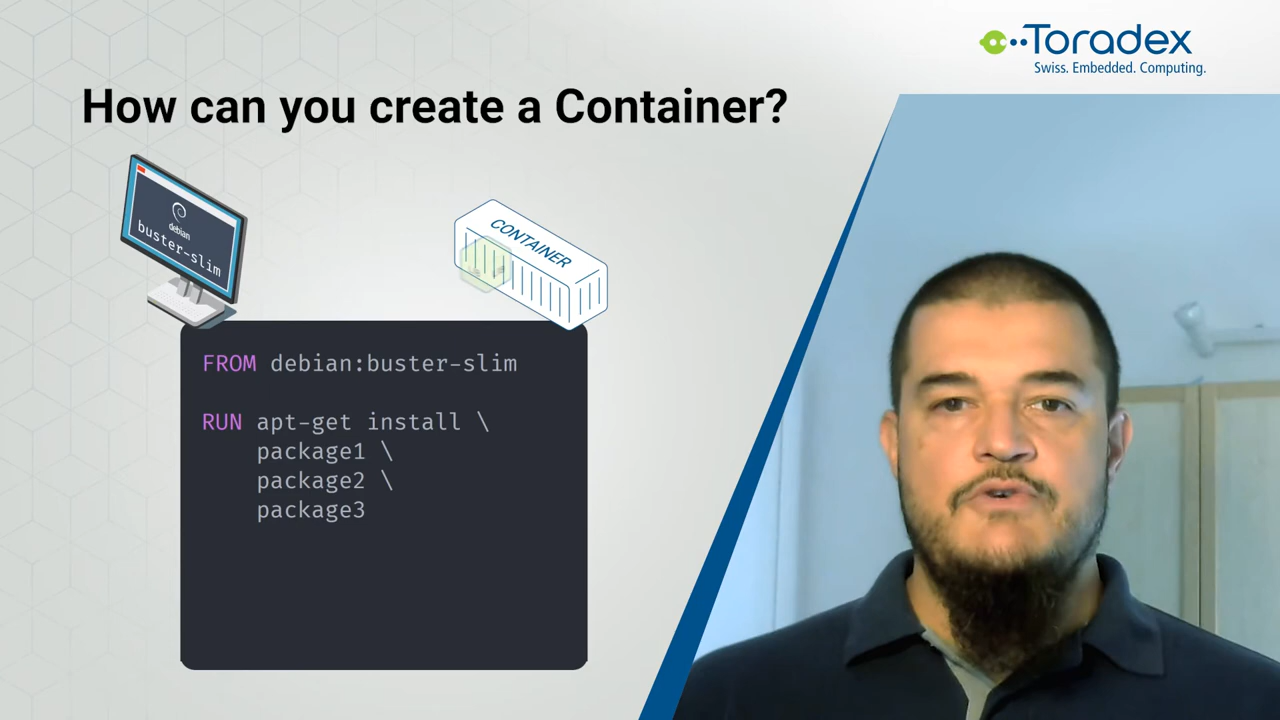 Toradex
Swiss. Embedded. Computing.
How can you create a Container?
debian
buster-slim
CONTAINER
FROM debian:buster-slim
RUN apt-get install \
package1 \
package2 \
package3